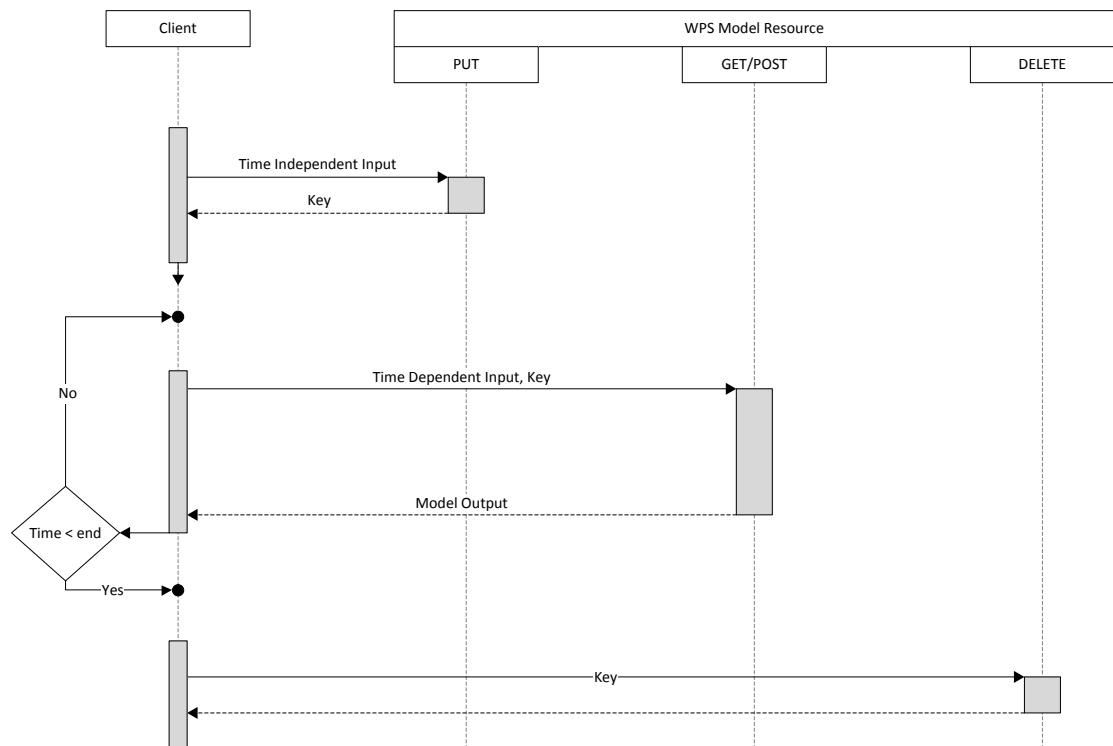 Client
WPS Model Resource
PUT
GET/POST
DELETE
Time Independent Input
Key
No
Time Dependent Input, Key
Model Output
Time < end
Yes
Key